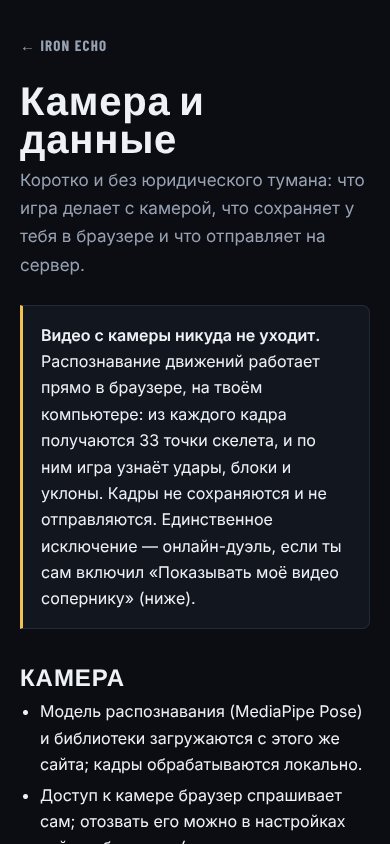 ← IRON ECHO
Камера и
данные
Коротко и без юридического тумана: что
игра делает с камерой, что сохраняет у
тебя в браузере и что отправляет на
сервер.
Видео с камеры никуда не уходит.
Распознавание движений работает
прямо в браузере, на твоём
компьютере: из каждого кадра
получаются 33 точки скелета, и по
ним игра узнаёт удары, блоки и
уклоны. Кадры не сохраняются и не
отправляются. Единственное
исключение — онлайн-дуэль, если ты
сам включил «Показывать моё видео
сопернику» (ниже).
КАМЕРА
• Модель распознавания (MediaPipe Pose)
и библиотеки загружаются с этого же
сайта; кадры обрабатываются локально.
• Доступ к камере браузер спрашивает
сам; отозвать его можно в настройках